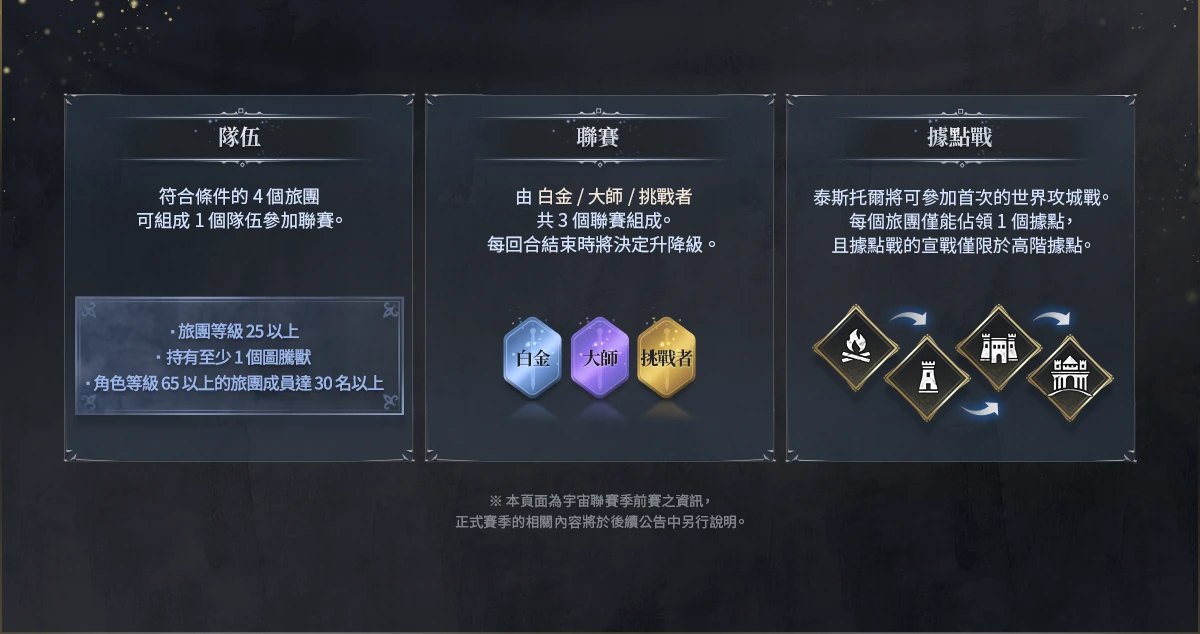 隊伍
符合條件的 4 個旅團
可組成 1 個隊伍參加聯賽。
▪旅團等級 25 以上
▪持有至少 1 個圖騰獸
▪角色等級 65 以上的旅團成員達 30 名以上
聯賽
由 白金 / 大師 / 挑戰者
共 3 個聯賽組成。
每回合結束時將決定升降級。
白金 大師 挑戰者
據點戰
泰斯托爾將可參加首次的世界攻城戰。
每個旅團僅能佔領 1 個據點，
且據點戰的宣戰僅限於高階據點。
※ 本頁面為宇宙聯賽季前賽之資訊，
正式賽季的相關內容將於後續公告中另行說明。